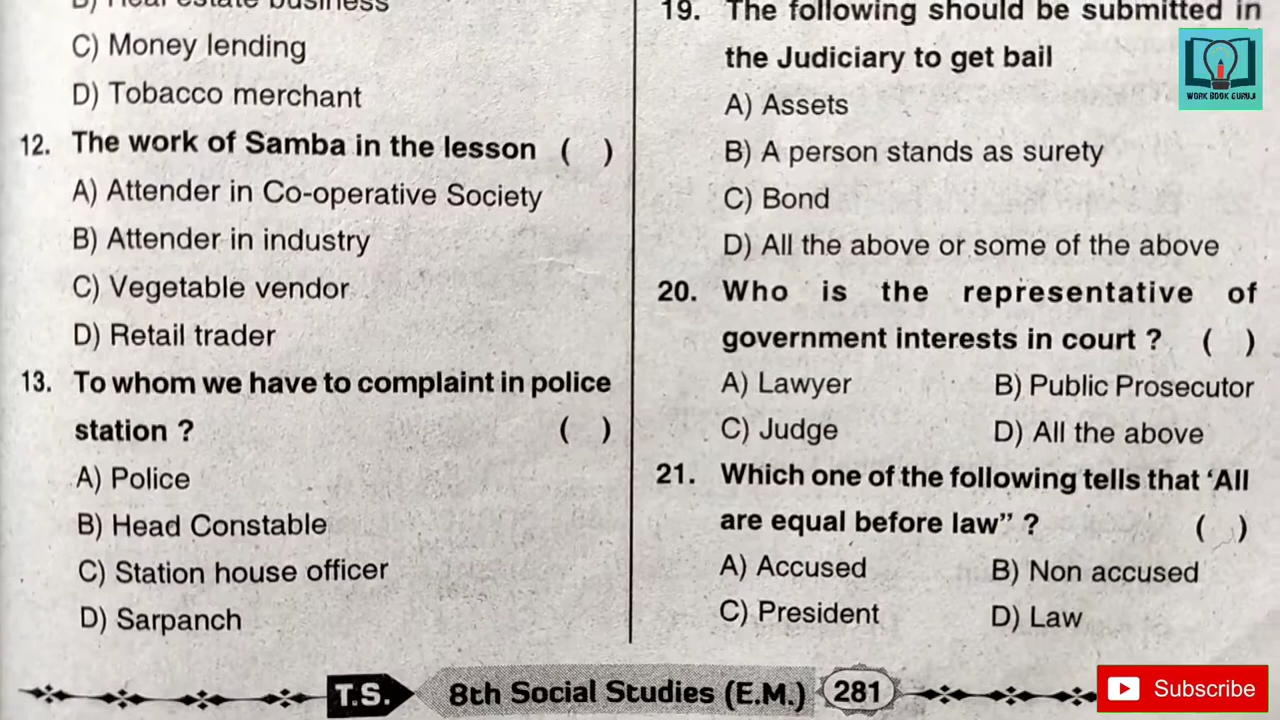 B) Real estate business
C) Money lending
D) Tobacco merchant
12. The work of Samba in the lesson ( )
A) Attender in Co-operative Society
B) Attender in industry
C) Vegetable vendor
D) Retail trader
13. To whom we have to complaint in police
station ? ( )
A) Police
B) Head Constable
C) Station house officer
D) Sarpanch
19. The following should be submitted in
the Judiciary to get bail
A) Assets
B) A person stands as surety
C) Bond
D) All the above or some of the above
20. Who is the representative of
government interests in court ? ( )
A) Lawyer B) Public Prosecutor
C) Judge D) All the above
21. Which one of the following tells that ‘All
are equal before law” ? ( )
A) Accused B) Non accused
C) President D) Law
T.S. 8th Social Studies (E.M.) 281
WORK BOOK GURUJI
Subscribe